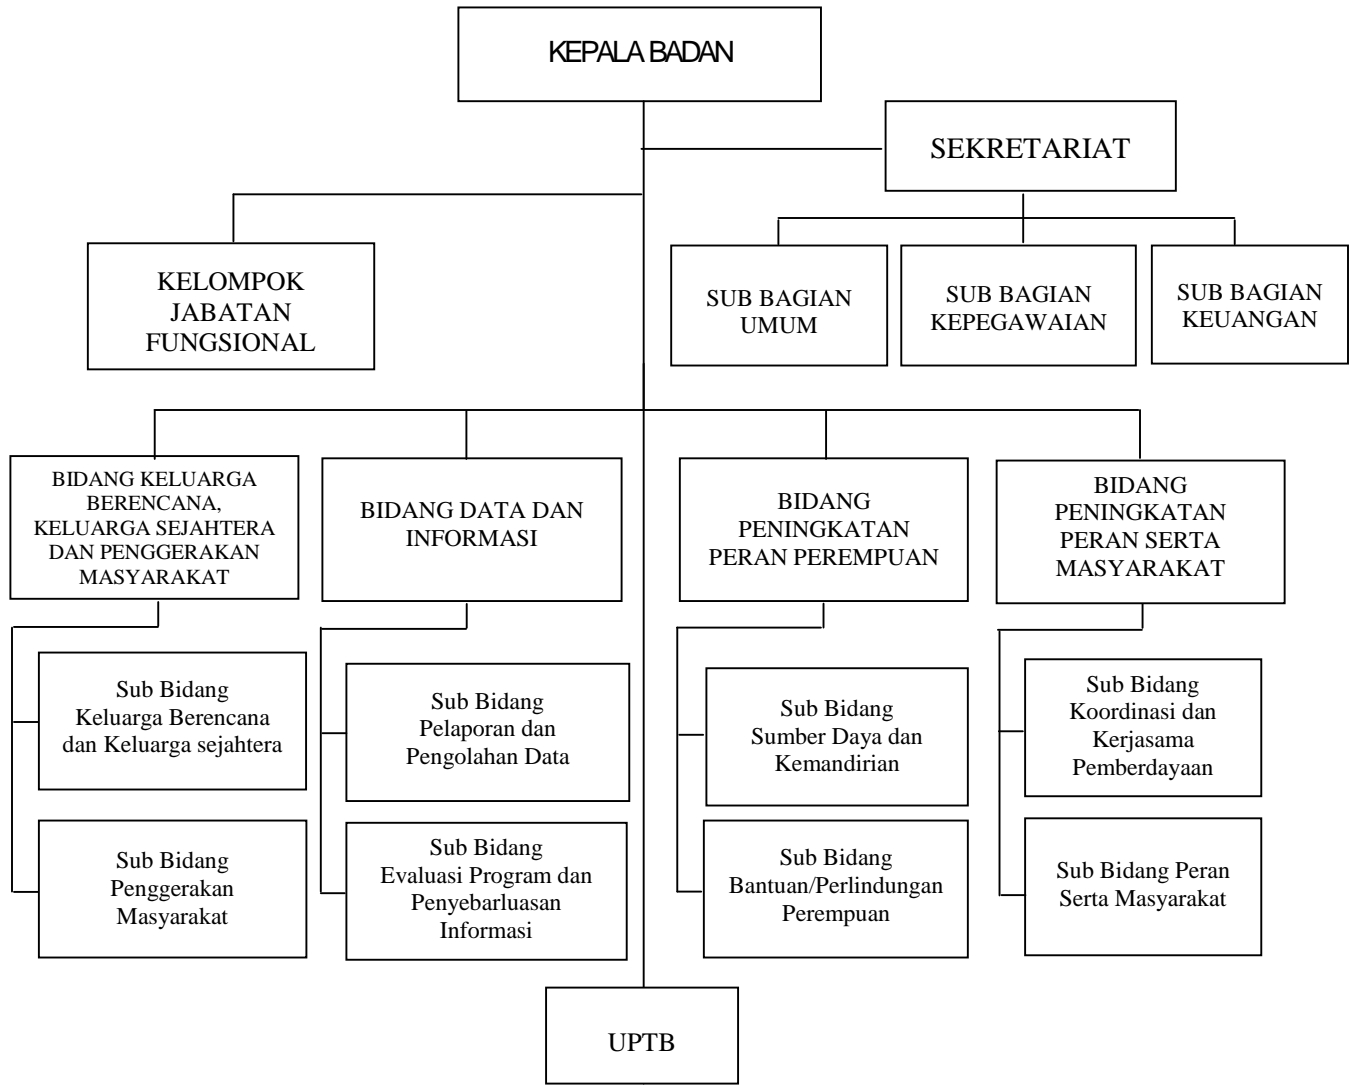 KEPALA BADAN
SEKRETARIAT
KELOMPOK
JABATAN
FUNGSIONAL
SUB BAGIAN
UMUM
SUB BAGIAN
KEPEGAWAIAN
SUB BAGIAN
KEUANGAN
BIDANG KELUARGA
BERENCANA,
KELUARGA SEJAHTERA
DAN PENGGERAKAN
MASYARAKAT
BIDANG DATA DAN
INFORMASI
BIDANG
PENINGKATAN
PERAN PEREMPUAN
BIDANG
PENINGKATAN
PERAN SERTA
MASYARAKAT
Sub Bidang
Keluarga Berencana
dan Keluarga sejahtera
Sub Bidang
Pelaporan dan
Pengolahan Data
Sub Bidang
Sumber Daya dan
Kemandirian
Sub Bidang
Koordinasi dan
Kerjasama
Pemberdayaan
Sub Bidang
Penggerakan
Masyarakat
Sub Bidang
Evaluasi Program dan
Penyebarluasan
Informasi
Sub Bidang
Bantuan/Perlindungan
Perempuan
Sub Bidang Peran
Serta Masyarakat
UPTB